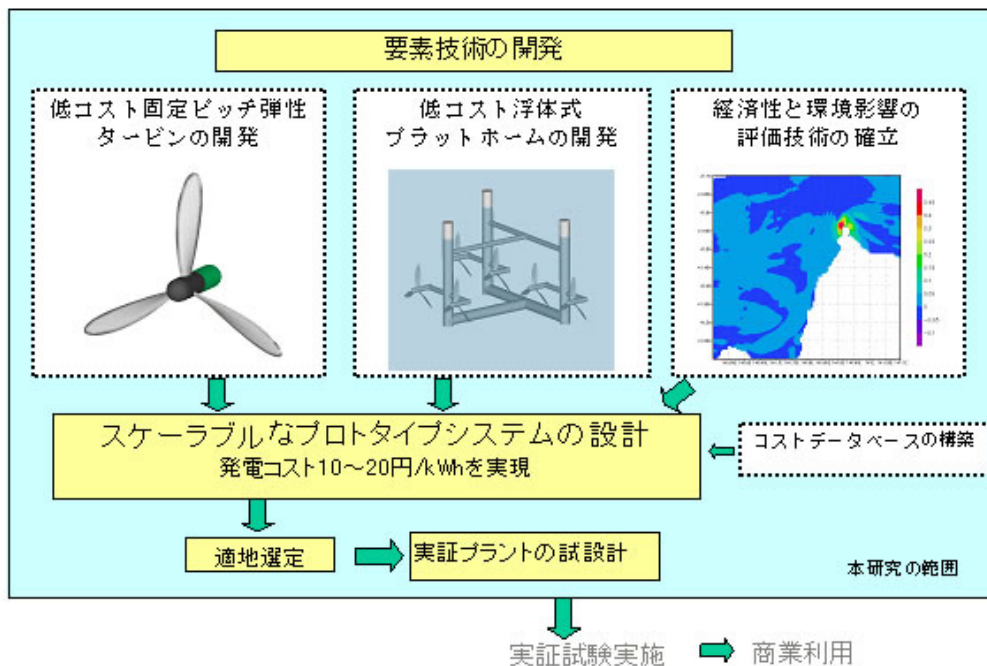 要素技術の開発
低コスト固定ピッチ弾性
タービンの開発
低コスト浮体式
プラットホームの開発
経済性と環境影響の
評価技術の確立
スケーラブルなプロトタイプシステムの設計
発電コスト10～20円/kWhを実現
コストデータベースの構築
適地選定
実証プラントの試設計
本研究の範囲
実証試験実施
商業利用